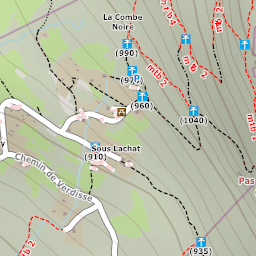 La Combe
Noire
(990)
P
(960)
(1040)
Sous Lachat
(910)
Chemin de Verdisse
mtb 2
mtb 2
mtb 2
Pas
(935)